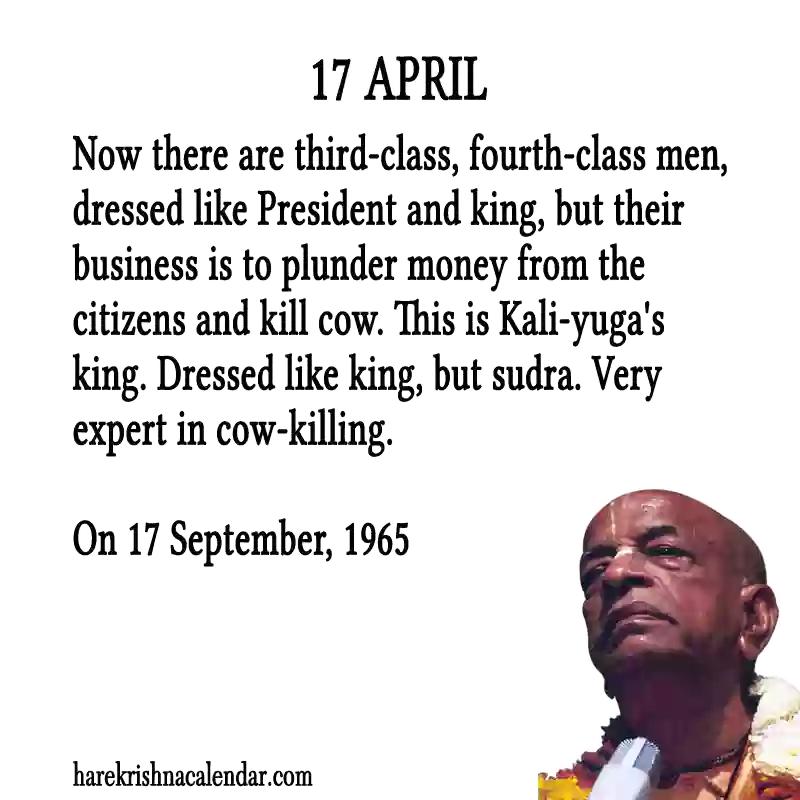 17 APRIL
Now there are third-class, fourth-class men,
dressed like President and king, but their
business is to plunder money from the
citizens and kill cow. This is Kali-yuga's
king. Dressed like king, but sudra. Very
expert in cow-killing.
On 17 September, 1965
harekrishnacalendar.com